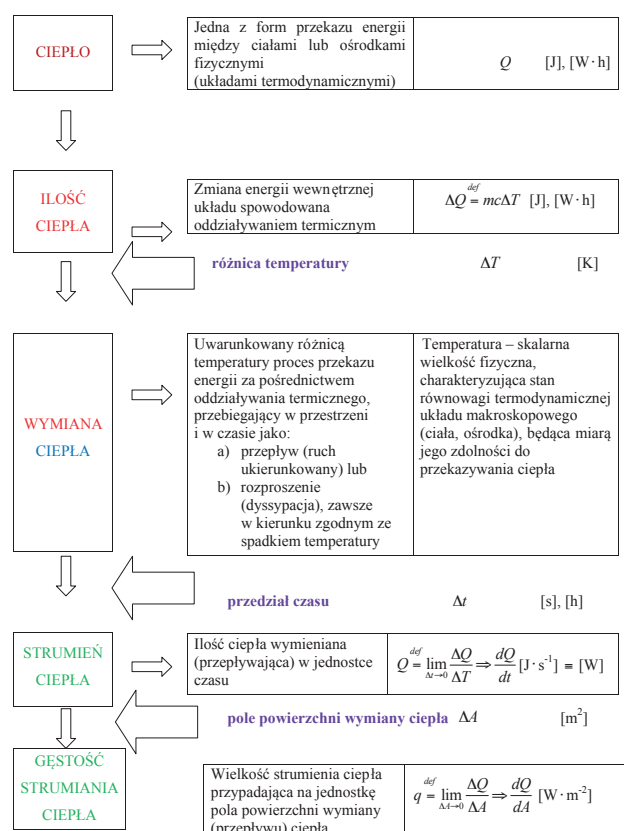 CIEPŁO
Jedna z form przekazu energii
między ciałami lub ośrodkami
fizycznymi
(układami termodynamicznymi)
Q [J], [W·h]
ILOŚĆ
CIEPŁA
Zmiana energii wewnętrznej
układu spowodowana
oddziaływaniem termicznym
ΔQ def= mcΔT [J], [W·h]
różnica temperatury ΔT [K]
WYMIANA
CIEPŁA
Uwarunkowany różnicą
temperatury proces przekazu
energii za pośrednictwem
oddziaływania termicznego,
przebiegający w przestrzeni
i w czasie jako:
a) przepływ (ruch
ukierunkowany) lub
b) rozproszenie
(dyssypacja), zawsze
w kierunku zgodnym ze
spadkiem temperatury
Temperatura – skalarna
wielkość fizyczna,
charakteryzująca stan
równowagi termodynamicznej
układu makroskopowego
(ciała, ośrodka), będąca miarą
jego zdolności do
przekazywania ciepła
przedział czasu Δt [s], [h]
STRUMIEŃ
CIEPŁA
Ilość ciepła wymieniana
(przepływająca) w jednostce
czasu
Q def= lim Δt→0 ΔQ/ΔT ⇒ dQ/dt [J·s⁻¹] = [W]
pole powierzchni wymiany ciepła ΔA [m²]
GĘSTOŚĆ
STRUMIANIA
CIEPŁA
Wielkość strumienia ciepła
przypadająca na jednostkę
pola powierzchni wymiany
(przepływu) ciepła
q def= lim ΔA→0 ΔQ/ΔA ⇒ dQ/dA [W·m⁻²]